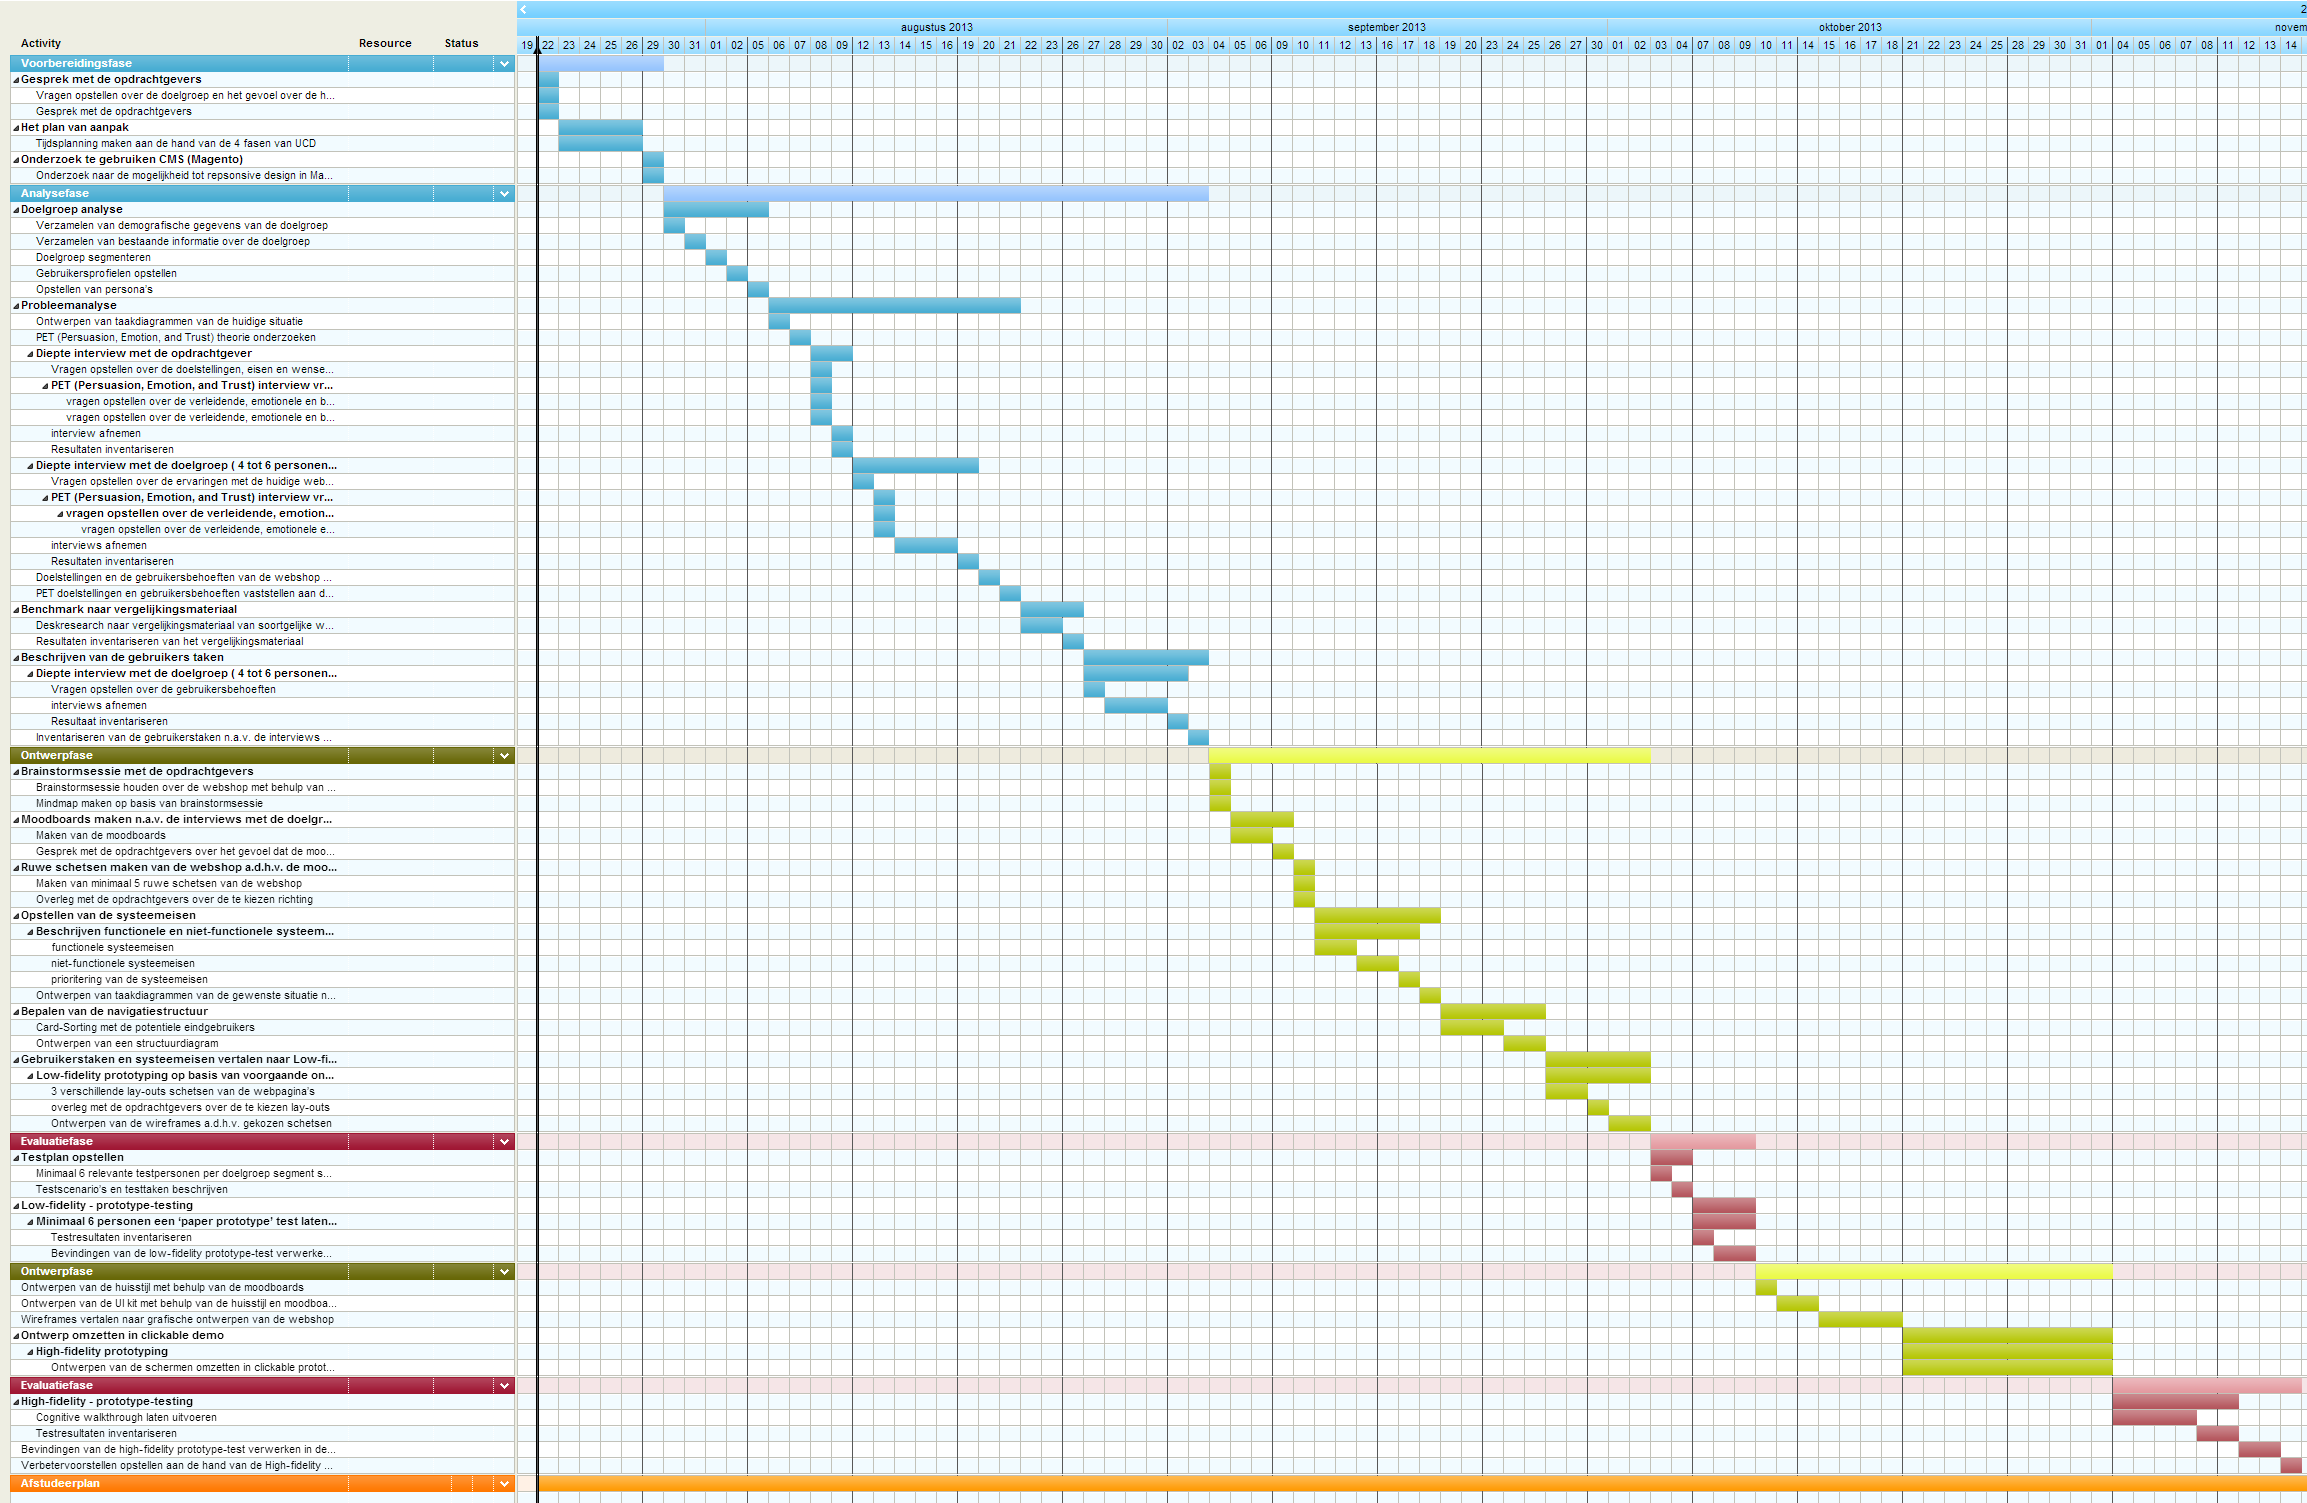 2
augustus 2013 september 2013 oktober 2013 novem
Activity Resource Status 19 22 23 24 25 26 29 30 31 01 02 05 06 07 08 09 12 13 14 15 16 19 20 21 22 23 26 27 28 29 30 02 03 04 05 06 09 10 11 12 13 16 17 18 19 20 23 24 25 26 27 30 01 02 03 04 07 08 09 10 11 14 15 16 17 18 21 22 23 24 25 28 29 30 31 01 04 05 06 07 08 11 12 13 14
Voorbereidingsfase
Gesprek met de opdrachtgevers
Vragen opstellen over de doelgroep en het gevoel over de h...
Gesprek met de opdrachtgevers
Het plan van aanpak
Tijdsplanning maken aan de hand van de 4 fasen van UCD
Onderzoek te gebruiken CMS (Magento)
Onderzoek naar de mogelijkheid tot repsonsive design in Ma...
Analysefase
Doelgroep analyse
Verzamelen van demografische gegevens van de doelgroep
Verzamelen van bestaande informatie over de doelgroep
Doelgroep segmenteren
Gebruikersprofielen opstellen
Opstellen van persona's
Probleemanalyse
Ontwerpen van taakdiagrammen van de huidige situatie
PET (Persuasion, Emotion, and Trust) theorie onderzoeken
Diepte interview met de opdrachtgever
Vragen opstellen over de doelstellingen, eisen en wense...
PET (Persuasion, Emotion, and Trust) interview vr...
vragen opstellen over de verleidende, emotionele en b...
vragen opstellen over de verleidende, emotionele en b...
interview afnemen
Resultaten inventariseren
Diepte interview met de doelgroep ( 4 tot 6 personen...
Vragen opstellen over de ervaringen met de huidige web...
PET (Persuasion, Emotion, and Trust) interview vr...
vragen opstellen over de verleidende, emotion...
vragen opstellen over de verleidende, emotionele e...
interviews afnemen
Resultaten inventariseren
Doelstellingen en de gebruikersbehoeften van de webshop ...
PET doelstellingen en gebruikersbehoeften vaststellen aan d...
Benchmark naar vergelijkingsmateriaal
Deskresearch naar vergelijkingsmateriaal van soortgelijke w...
Resultaten inventariseren van het vergelijkingsmateriaal
Beschrijven van de gebruikers taken
Diepte interview met de doelgroep ( 4 tot 6 personen...
Vragen opstellen over de gebruikersbehoeften
interviews afnemen
Resultaat inventariseren
Inventariseren van de gebruikerstaken n.a.v. de interviews ...
Ontwerpfase
Brainstormsessie met de opdrachtgevers
Brainstormsessie houden over de webshop met behulp van ...
Mindmap maken op basis van brainstormsessie
Moodboards maken n.a.v. de interviews met de doelgr...
Maken van de moodboards
Gesprek met de opdrachtgevers over het gevoel dat de moo...
Ruwe schetsen maken van de webshop a.d.h.v. de moo...
Maken van minimaal 5 ruwe schetsen van de webshop
Overleg met de opdrachtgevers over de te kiezen richting
Opstellen van de systeemeisen
Beschrijven functionele en niet-functionele systeem...
functionele systeemeisen
niet-functionele systeemeisen
prioritering van de systeemeisen
Ontwerpen van taakdiagrammen van de gewenste situatie n...
Bepalen van de navigatiestructuur
Card-Sorting met de potentiele eindgebruikers
Ontwerpen van een structuurdiagram
Gebruikerstaken en systeemeisen vertalen naar Low-fi...
Low-fidelity prototyping op basis van voorgaande on...
3 verschillende lay-outs schetsen van de webpagina's
overleg met de opdrachtgevers over de te kiezen lay-outs
Ontwerpen van de wireframes a.d.h.v. gekozen schetsen
Evaluatiefase
Testplan opstellen
Minimaal 6 relevante testpersonen per doelgroep segment s...
Testscenario's en testtaken beschrijven
Low-fidelity - prototype-testing
Minimaal 6 personen een ‘paper prototype’ test laten...
Testresultaten inventariseren
Bevindingen van de low-fidelity prototype-test verwerke...
Ontwerpfase
Ontwerpen van de huisstijl met behulp van de moodboards
Ontwerpen van de UI kit met behulp van de huisstijl en moodboa...
Wireframes vertalen naar grafische ontwerpen van de webshop
Ontwerp omzetten in clickable demo
High-fidelity prototyping
Ontwerpen van de schermen omzetten in clickable protot...
Evaluatiefase
High-fidelity - prototype-testing
Cognitive walkthrough laten uitvoeren
Testresultaten inventariseren
Bevindingen van de high-fidelity prototype-test verwerken in de...
Verbetervoorstellen opstellen aan de hand van de High-fidelity ...
Afstudeerplan